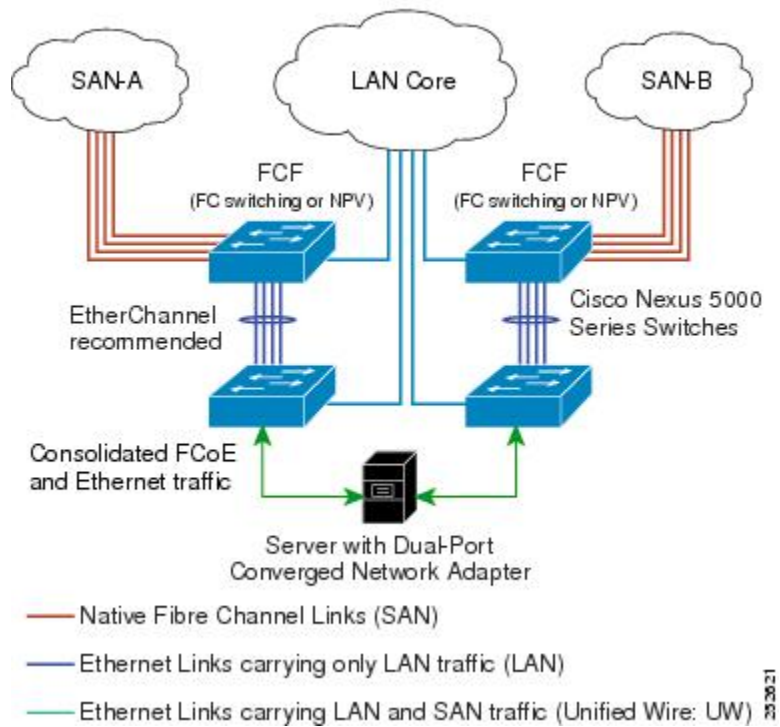 SAN-A
LAN Core
SAN-B
FCF
(FC switching or NPV)
FCF
(FC switching or NPV)
EtherChannel
recommended
Cisco Nexus 5000
Series Switches
Consolidated FCoE
and Ethernet traffic
Server with Dual-Port
Converged Network Adapter
Native Fibre Channel Links (SAN)
Ethernet Links carrying only LAN traffic (LAN)
Ethernet Links carrying LAN and SAN traffic (Unified Wire: UW)